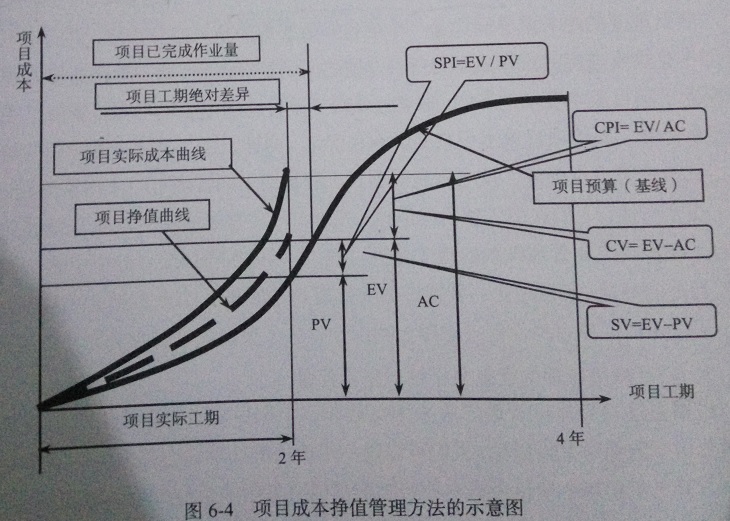 项目成本
项目已完成作业量
SPI=EV / PV
项目工期绝对差异
CPI= EV/ AC
项目实际成本曲线
项目预算（基线）
项目挣值曲线
CV= EV–AC
EV
AC
PV
SV=EV–PV
项目工期
项目实际工期
2 年
4 年
图 6-4 项目成本挣值管理方法的示意图